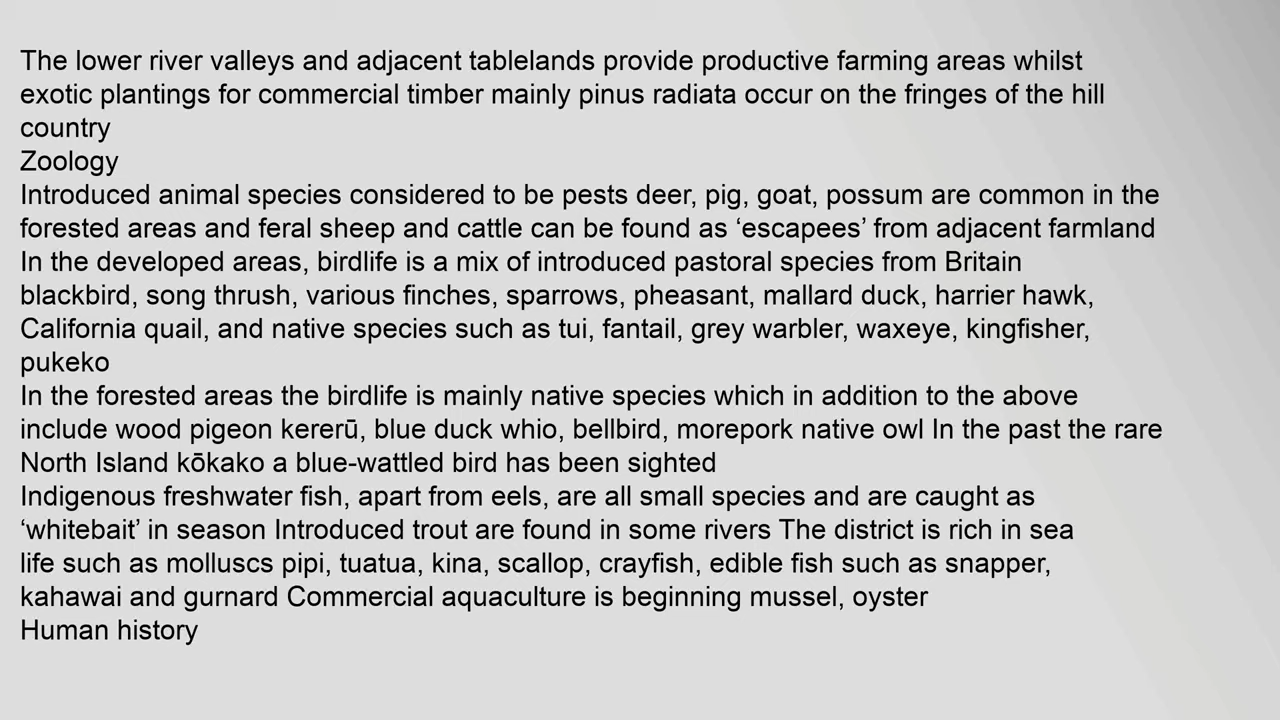 The lower river valleys and adjacent tablelands provide productive farming areas whilst
exotic plantings for commercial timber mainly pinus radiata occur on the fringes of the hill
country
Zoology
Introduced animal species considered to be pests deer, pig, goat, possum are common in the
forested areas and feral sheep and cattle can be found as ‘escapees’ from adjacent farmland
In the developed areas, birdlife is a mix of introduced pastoral species from Britain
blackbird, song thrush, various finches, sparrows, pheasant, mallard duck, harrier hawk,
California quail, and native species such as tui, fantail, grey warbler, waxeye, kingfisher,
pukeko
In the forested areas the birdlife is mainly native species which in addition to the above
include wood pigeon kererū, blue duck whio, bellbird, morepork native owl In the past the rare
North Island kōkako a blue-wattled bird has been sighted
Indigenous freshwater fish, apart from eels, are all small species and are caught as
‘whitebait’ in season Introduced trout are found in some rivers The district is rich in sea
life such as molluscs pipi, tuatua, kina, scallop, crayfish, edible fish such as snapper,
kahawai and gurnard Commercial aquaculture is beginning mussel, oyster
Human history